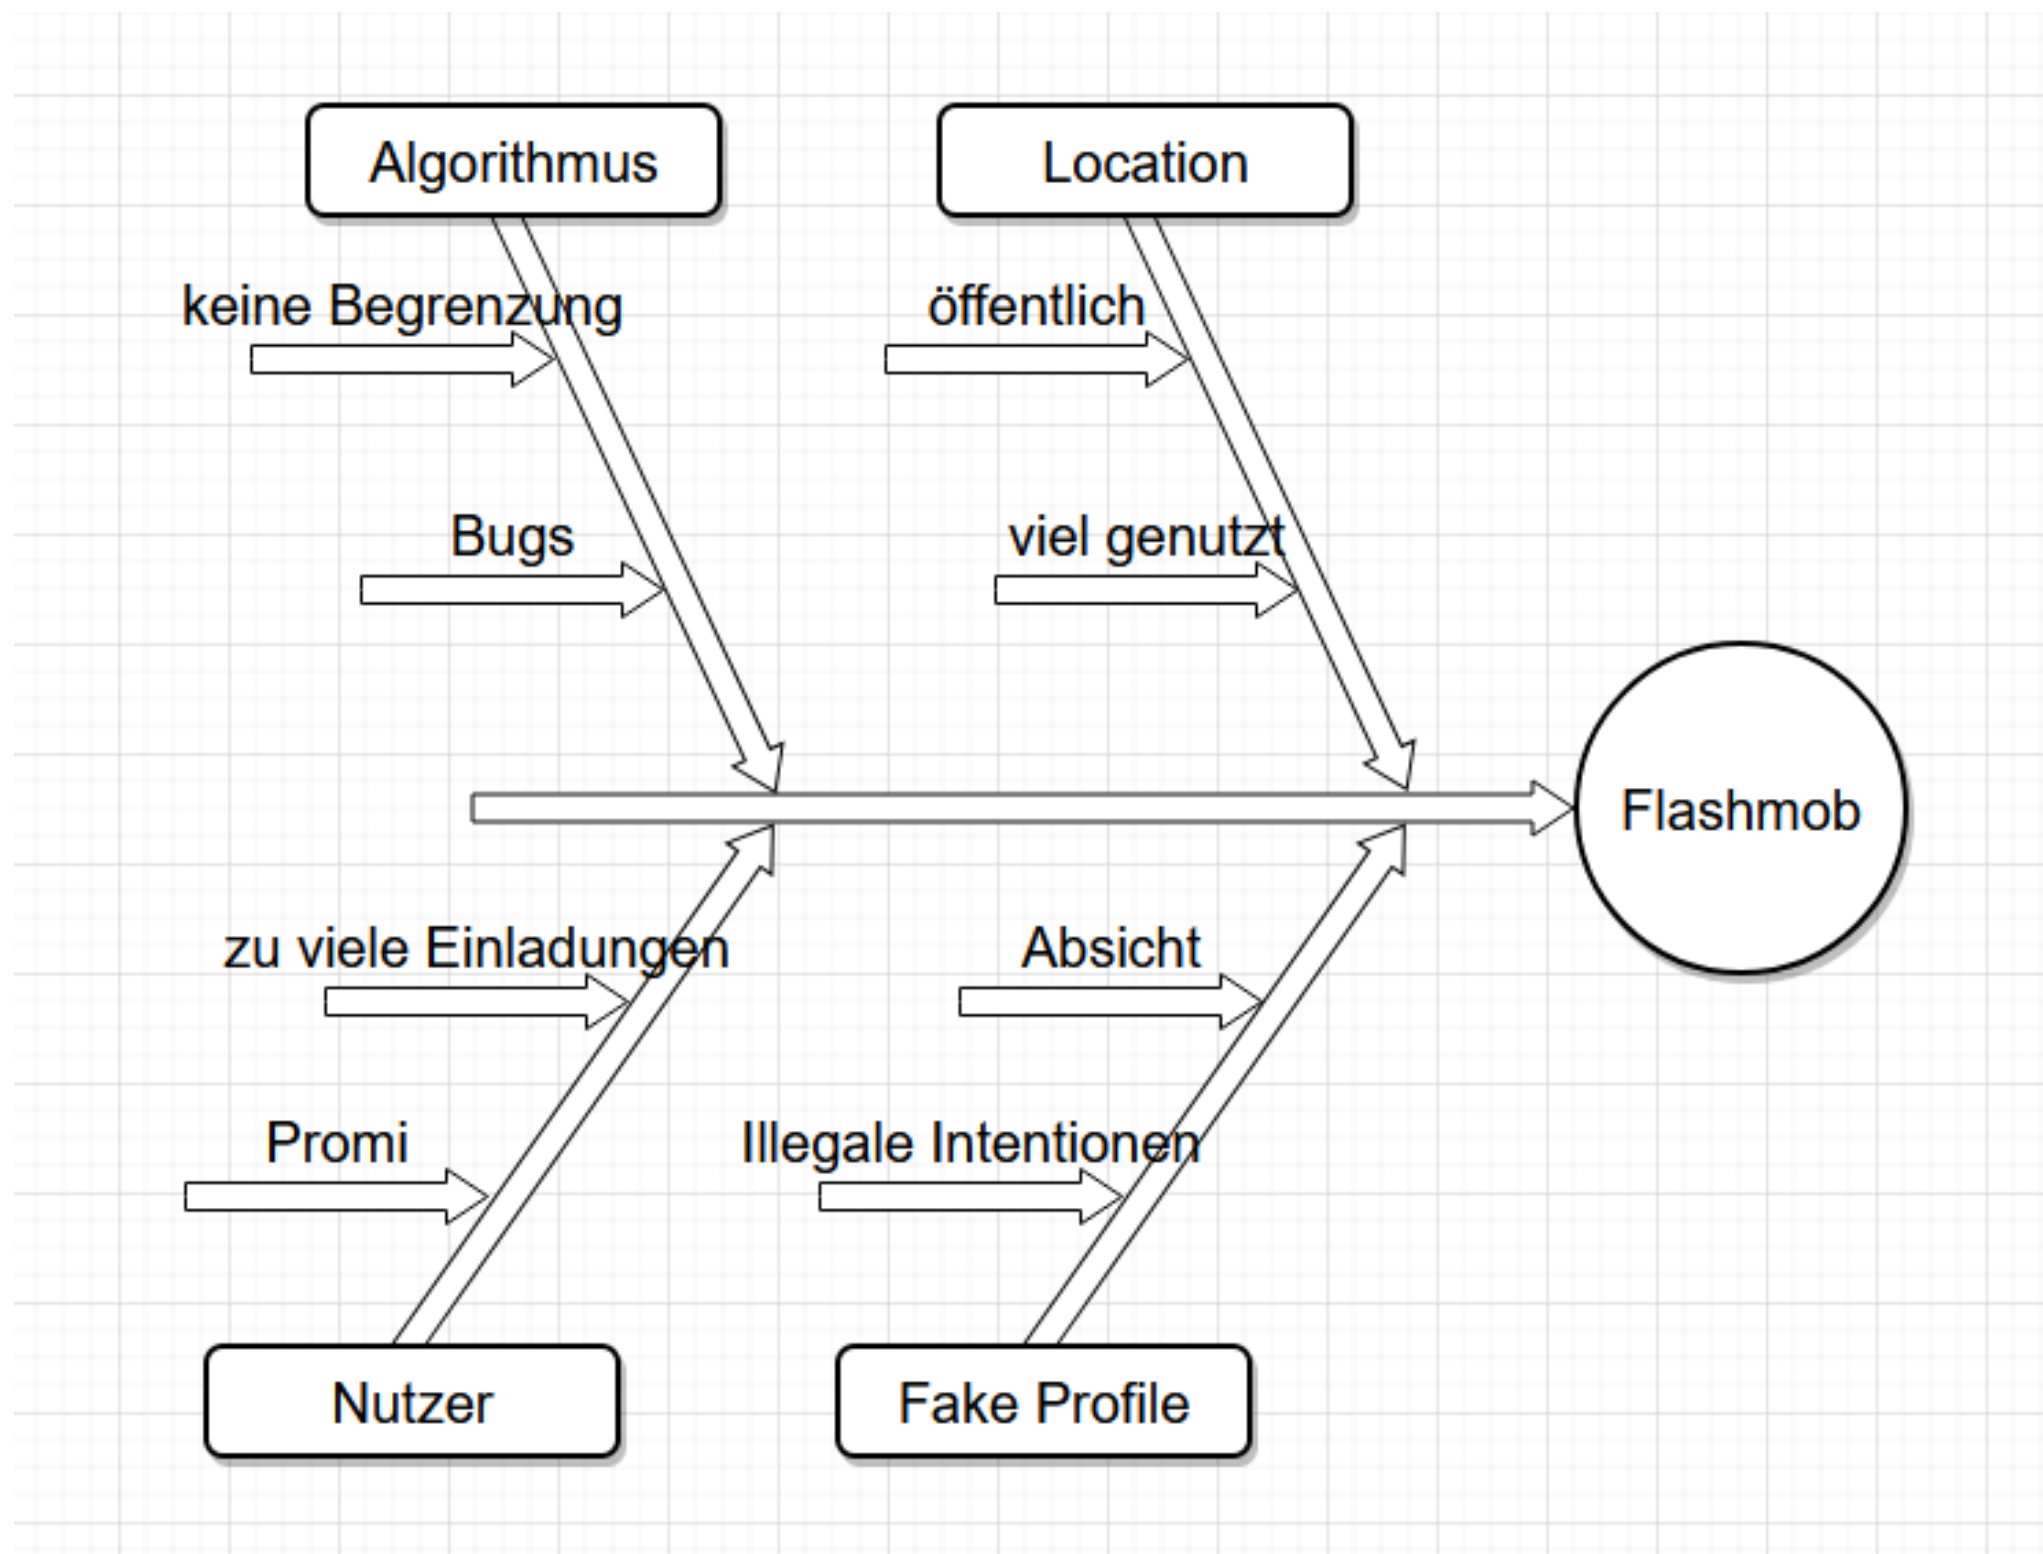 Algorithmus
Location
keine Begrenzung
öffentlich
Bugs
viel genutzt
Flashmob
zu viele Einladungen
Absicht
Promi
Illegale Intentionen
Nutzer
Fake Profile